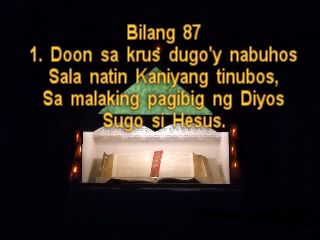 Bilang 87
1. Doon sa krus dugo'y nabuhos
Sala natin Kaniyang tinubos,
Sa malaking pagibig ng Diyos
Sugo si Hesus.